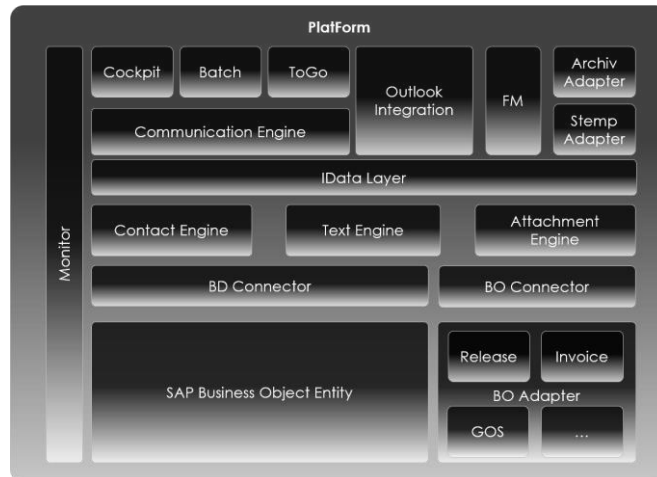 PlatForm
Cockpit
Batch
ToGo
Outlook
Integration
FM
Archiv
Adapter
Communication Engine
Stemp
Adapter
IData Layer
Monitor
Contact Engine
Text Engine
Attachment
Engine
BD Connector
BO Connector
SAP Business Object Entity
Release
Invoice
BO Adapter
GOS
...